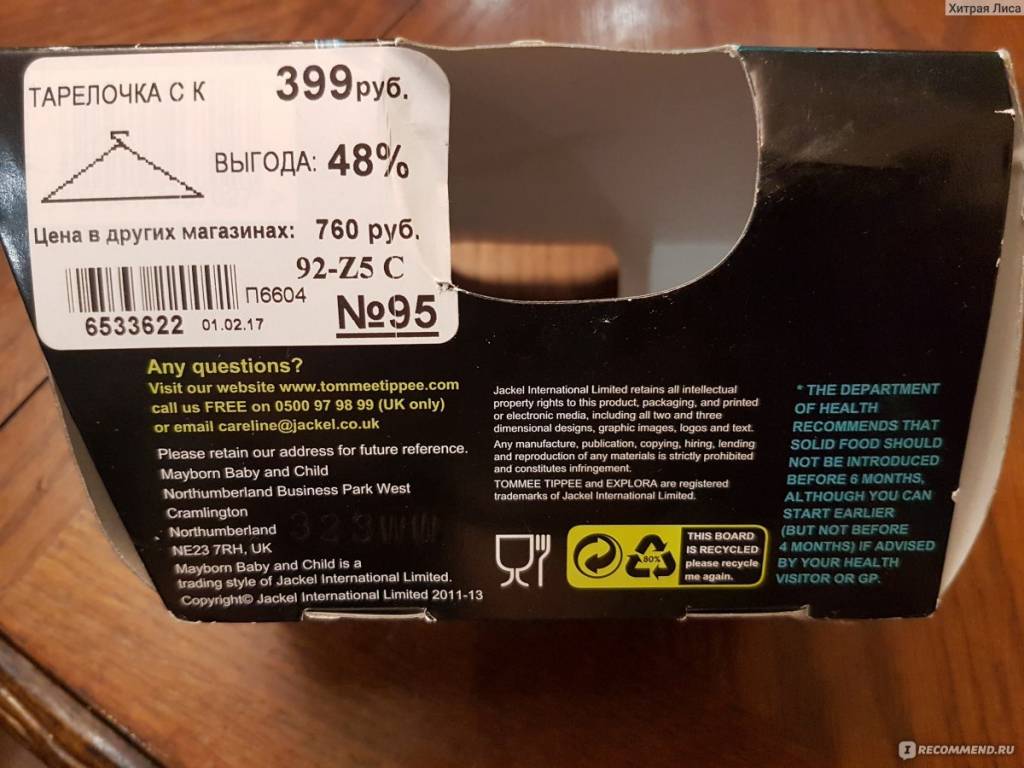 Хитрая Лиса
ТАРЕЛОЧКА С К 399 руб.
ВЫГОДА: 48%
Цена в других магазинах: 760 руб.
92-Z5 C
П6604
6533622 01.02.17 №95
Any questions?
Visit our website www.tommeetippee.com
call us FREE on 0500 97 98 99 (UK only)
or email careline@jackel.co.uk
Please retain our address for future reference.
Mayborn Baby and Child
Northumberland Business Park West
Cramlington
Northumberland
NE23 7RH, UK
Mayborn Baby and Child is a
trading style of Jackel International Limited.
Copyright© Jackel International Limited 2011-13
Jackel International Limited retains all intellectual
property rights to this product, packaging, and printed
or electronic media, including all two and three
dimensional designs, graphic images, logos and text.
Any manufacture, publication, copying, hiring, lending
and reproduction of any materials is strictly prohibited
and constitutes infringement.
TOMMEE TIPPEE and EXPLORA are registered
trademarks of Jackel International Limited.
80%
THIS BOARD
IS RECYCLED
please recycle
me again.
* THE DEPARTMENT
OF HEALTH
RECOMMENDS THAT
SOLID FOOD SHOULD
NOT BE INTRODUCED
BEFORE 6 MONTHS,
ALTHOUGH YOU CAN
START EARLIER
(BUT NOT BEFORE
4 MONTHS) IF ADVISED
BY YOUR HEALTH
VISITOR OR GP.
IRECOMMEND.RU